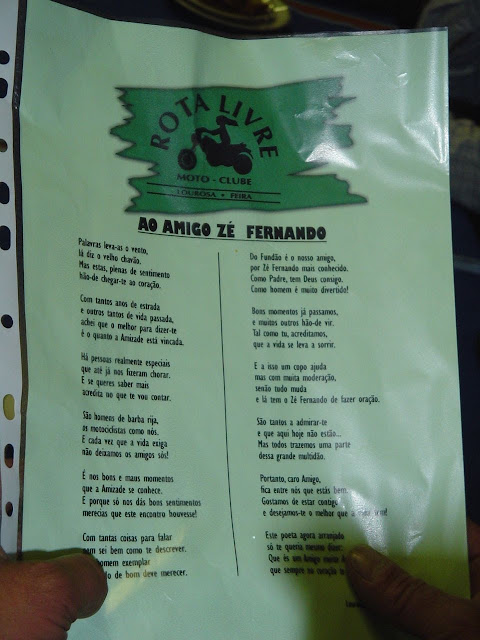 ROTA LIVRE
MOTO - CLUBE
LOUROSA * FEIRA
AO AMIGO ZÉ FERNANDO
Palavras leva-as o vento,
lá diz o velho chavão.
Mas estas, plenas de sentimento
hão-de chegar-te ao coração.
Com tantos anos de estrada
e outros tantos de vida passada,
achei que o melhor para dizer-te
é o quanto a Amizade está vincada.
Há pessoas realmente especiais
que até já nos fizeram chorar.
E se queres saber mais
acredita no que te vou contar.
São homens de barba rija,
os motociclistas como nós.
E cada vez que a vida exiga
não deixamos os amigos sós!
É nos bons e maus momentos
que a Amizade se conhece.
E porque só nos dás bons sentimentos
merecias que este encontro houvesse!
Com tantas coisas para falar
nem sei bem como te descrever.
homem exemplar
do de bom deve merecer.
Do Fundão é o nosso amigo,
por Zé Fernando mais conhecido.
Como Padre, tem Deus consigo.
Como homem é muito divertido!
Bons momentos já passamos,
e muitos outros hão-de vir.
Tal como tu, acreditamos,
que a vida se leva a sorrir.
E a isso um copo ajuda
mas com muita moderação,
senão tudo muda
e lá tem o Zé Fernando de fazer oração.
São tantos a admirar-te
e que aqui hoje não estão...
Mas todos trazemos uma parte
dessa grande multidão.
Portanto, caro Amigo,
fica entre nós que estás bem.
Gostamos de estar contigo
e desejamos-te o melhor que a vida tem!
Este poeta agora arranjado
só te queria mesmo dizer:
Que és um Amigo
que sempre no coração